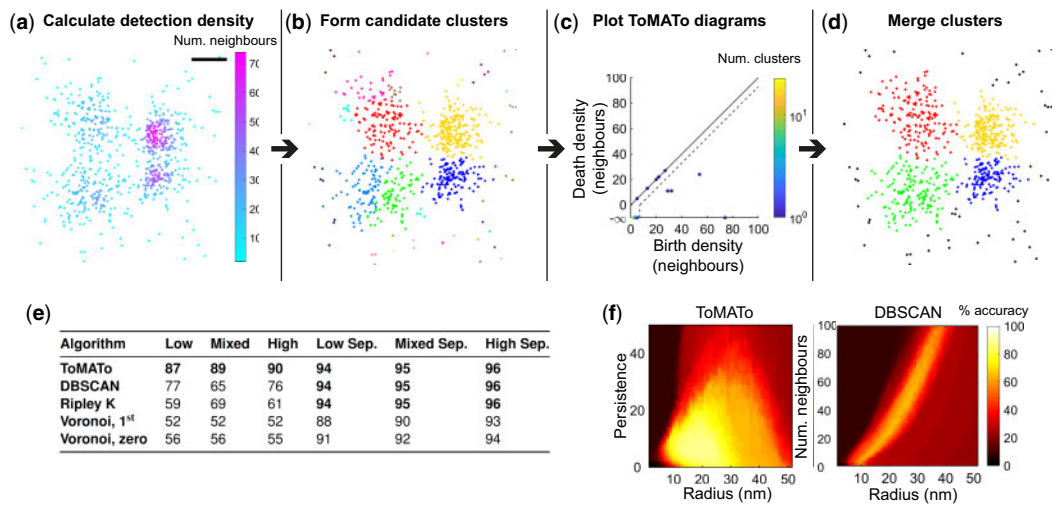 (a) Calculate detection density
Num. neighbours
70
60
50
40
30
20
10
(b) Form candidate clusters
(c) Plot ToMATo diagrams
Num. clusters
Death density
(neighbours)
100
80
60
40
20
0
-∞
0 20 40 60 80 100
Birth density
(neighbours)
10¹
10⁰
(d) Merge clusters
(e)
Algorithm Low Mixed High Low Sep. Mixed Sep. High Sep.
ToMATo 87 89 90 94 95 96
DBSCAN 77 65 76 94 95 96
Ripley K 59 69 61 94 95 96
Voronoi, 1st 52 52 52 88 90 93
Voronoi, zero 56 56 55 91 92 94
(f)
ToMATo
Persistence
40
20
0
10 20 30 40 50
Radius (nm)
DBSCAN
Num. neighbours
100
80
60
40
20
0
10 20 30 40 50
Radius (nm)
% accuracy
100
80
60
40
20
0